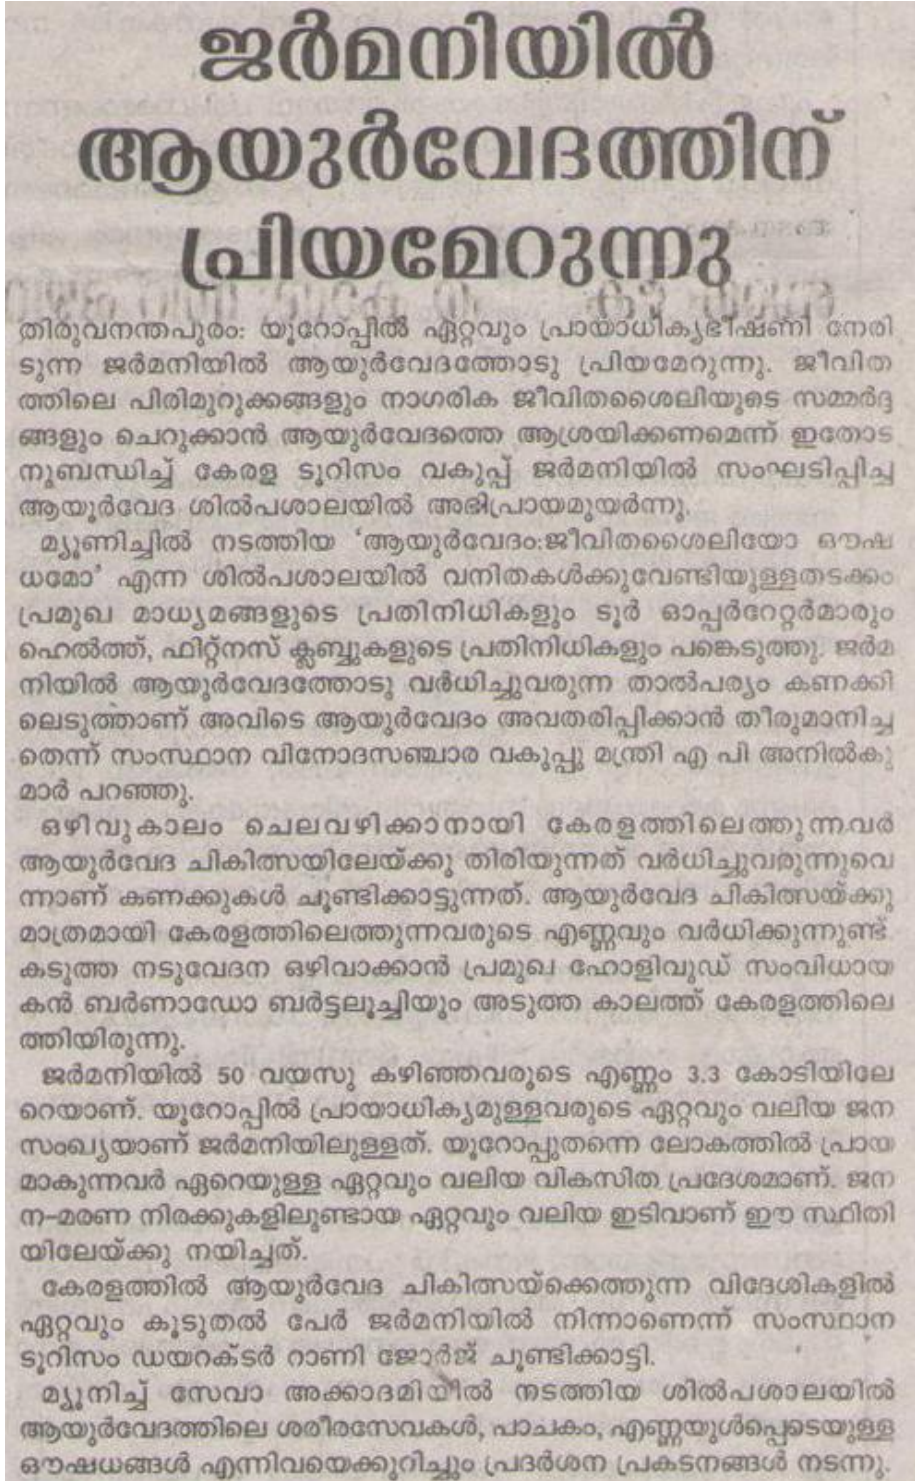 ജർമനിയിൽ
ആയുർവേദത്തിന്
പ്രിയമേറുന്നു
തിരുവനന്തപുരം: യൂറോപ്പിൽ ഏറ്റവും പ്രായാധിക്യഭീഷണി നേരി
ടുന്ന ജർമനിയിൽ ആയുർവേദത്തോടു പ്രിയമേറുന്നു. ജീവിത
ത്തിലെ പിരിമുറുക്കങ്ങളും നാഗരിക ജീവിതശൈലിയുടെ സമ്മർദ്ദ
ങ്ങളും ചെറുക്കാൻ ആയുർവേദത്തെ ആശ്രയിക്കണമെന്ന് ഇതോട
നുബന്ധിച്ച് കേരള ടൂറിസം വകുപ്പ് ജർമനിയിൽ സംഘടിപ്പിച്ച
ആയൂർവേദ ശിൽപശാലയിൽ അഭിപ്രായമുയർന്നു.
മ്യൂണിച്ചിൽ നടത്തിയ ‘ആയുർവേദം:ജീവിതശൈലിയോ ഔഷ
ധമോ’ എന്ന ശിൽപശാലയിൽ വനിതകൾക്കുവേണ്ടിയുള്ളതടക്കം
പ്രമുഖ മാധ്യമങ്ങളുടെ പ്രതിനിധികളും ടൂർ ഓപ്പർറേറ്റർമാരും
ഹെൽത്ത്, ഫിറ്റ്നസ് ക്ലബ്ബുകളുടെ പ്രതിനിധികളും പങ്കെടുത്തു. ജർമ
നിയിൽ ആയുർവേദത്തോടു വർധിച്ചുവരുന്ന താൽപര്യം കണക്കി
ലെടുത്താണ് അവിടെ ആയുർവേദം അവതരിപ്പിക്കാൻ തീരുമാനിച്ച
തെന്ന് സംസ്ഥാന വിനോദസഞ്ചാര വകുപ്പു മന്ത്രി എ പി അനിൽകു
മാർ പറഞ്ഞു.
ഒഴിവുകാലം ചെലവഴിക്കാനായി കേരളത്തിലെത്തുന്നവർ
ആയുർവേദ ചികിത്സയിലേയ്ക്കു തിരിയുന്നത് വർധിച്ചുവരുന്നുവെ
ന്നാണ് കണക്കുകൾ ചൂണ്ടിക്കാട്ടുന്നത്. ആയുർവേദ ചികിത്സയ്ക്കു
മാത്രമായി കേരളത്തിലെത്തുന്നവരുടെ എണ്ണവും വർധിക്കുന്നുണ്ട്.
കടുത്ത നടുവേദന ഒഴിവാക്കാൻ പ്രമുഖ ഹോളിവുഡ് സംവിധായ
കൻ ബർണാഡോ ബർട്ടലൂച്ചിയും അടുത്ത കാലത്ത് കേരളത്തിലെ
ത്തിയിരുന്നു.
ജർമനിയിൽ 50 വയസു കഴിഞ്ഞവരുടെ എണ്ണം 3.3 കോടിയിലേ
റെയാണ്. യൂറോപ്പിൽ പ്രായാധിക്യമുള്ളവരുടെ ഏറ്റവും വലിയ ജന
സംഖ്യയാണ് ജർമനിയിലുള്ളത്. യൂറോപ്പുതന്നെ ലോകത്തിൽ പ്രായ
മാകുന്നവർ ഏറെയുള്ള ഏറ്റവും വലിയ വികസിത പ്രദേശമാണ്. ജന
ന-മരണ നിരക്കുകളിലുണ്ടായ ഏറ്റവും വലിയ ഇടിവാണ് ഈ സ്ഥിതി
യിലേയ്ക്കു നയിച്ചത്.
കേരളത്തിൽ ആയുർവേദ ചികിത്സയ്ക്കെത്തുന്ന വിദേശികളിൽ
ഏറ്റവും കൂടുതൽ പേർ ജർമനിയിൽ നിന്നാണെന്ന് സംസ്ഥാന
ടൂറിസം ഡയറക്ടർ റാണി ജോർജ് ചൂണ്ടിക്കാട്ടി.
മ്യൂനിച്ച് സേവാ അക്കാദമിയിൽ നടത്തിയ ശിൽപശാലയിൽ
ആയുർവേദത്തിലെ ശരീരസേവകൾ, പാചകം, എണ്ണയുൾപ്പെടെയുള്ള
ഔഷധങ്ങൾ എന്നിവയെക്കുറിച്ചും പ്രദർശന പ്രകടനങ്ങൾ നടന്നു.